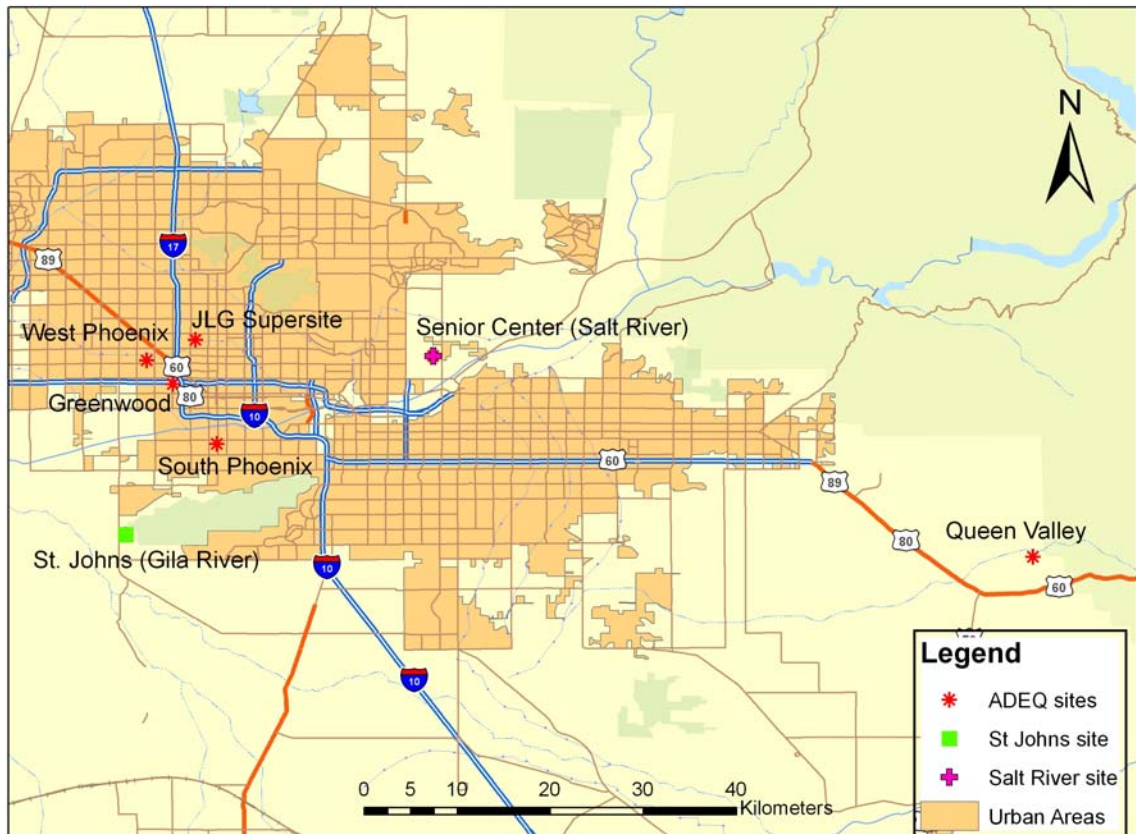 N
17
89
JLG Supersite
West Phoenix
Senior Center (Salt River)
60
80
Greenwood
10
South Phoenix
60
89
80
Queen Valley
St. Johns (Gila River)
10
60
10
Legend
ADEQ sites
St Johns site
Salt River site
Urban Areas
0 5 10 20 30 40
Kilometers